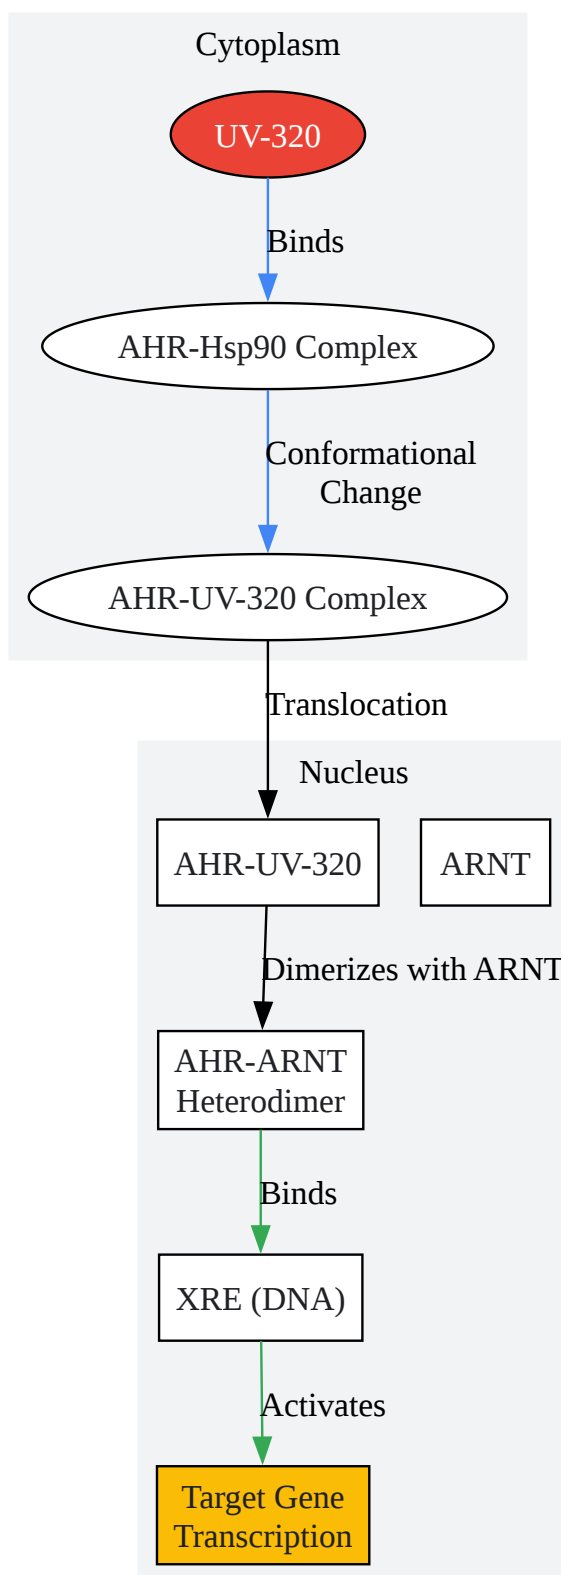 Cytoplasm
UV-320
Binds
AHR-Hsp90 Complex
Conformational
Change
AHR-UV-320 Complex
Translocation
Nucleus
AHR-UV-320
ARNT
Dimerizes with ARNT
AHR-ARNT
Heterodimer
Binds
XRE (DNA)
Activates
Target Gene
Transcription